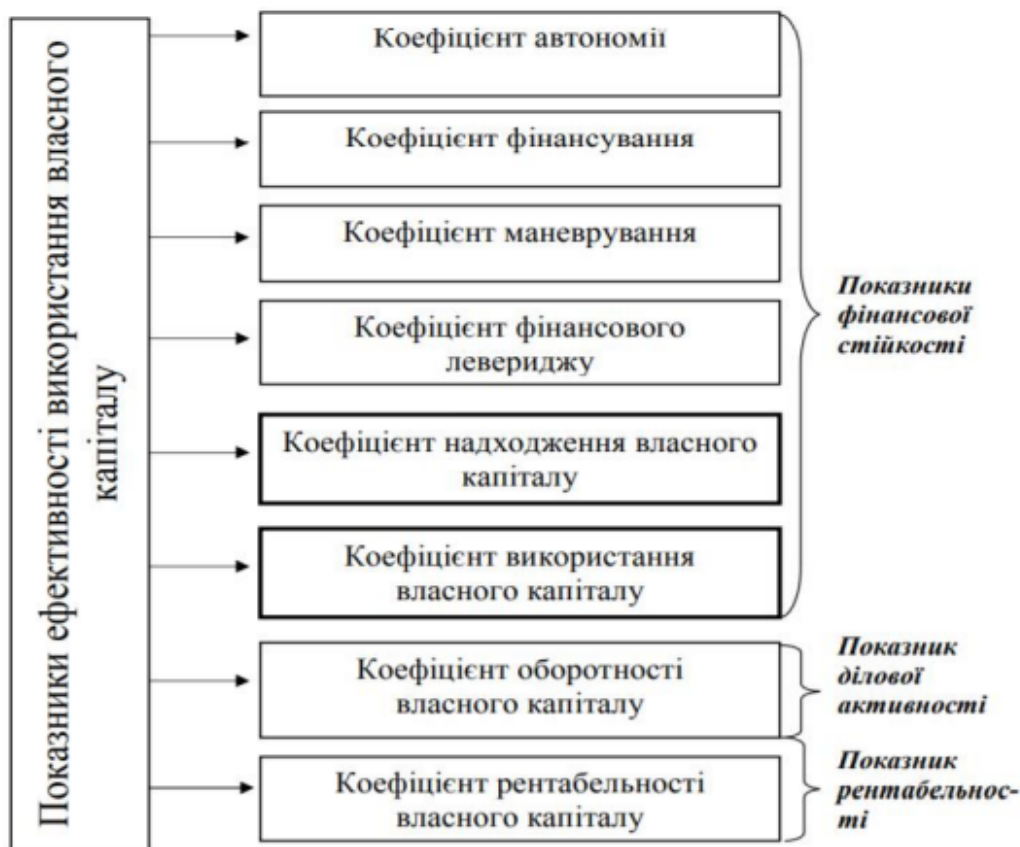 Показники ефективності використання власного
капіталу
Коефіцієнт автономії
Коефіцієнт фінансування
Коефіцієнт маневрування
Коефіцієнт фінансового
левериджу
Коефіцієнт надходження власного
капіталу
Коефіцієнт використання
власного капіталу
Коефіцієнт оборотності
власного капіталу
Коефіцієнт рентабельності
власного капіталу
Показники
фінансової
стійкості
Показник
ділової
активності
Показник
рентабельнос-
ті